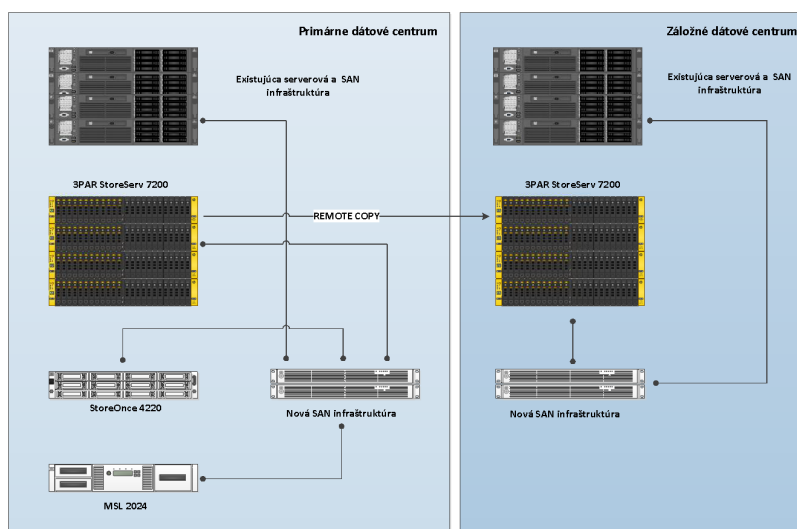 Primárne dátové centrum
Existujúca serverová a SAN
infraštruktúra
3PAR StoreServ 7200
REMOTE COPY
StoreOnce 4220
Nová SAN infraštruktúra
MSL 2024
Záložné dátové centrum
Existujúca serverová a SAN
infraštruktúra
3PAR StoreServ 7200
Nová SAN infraštruktúra